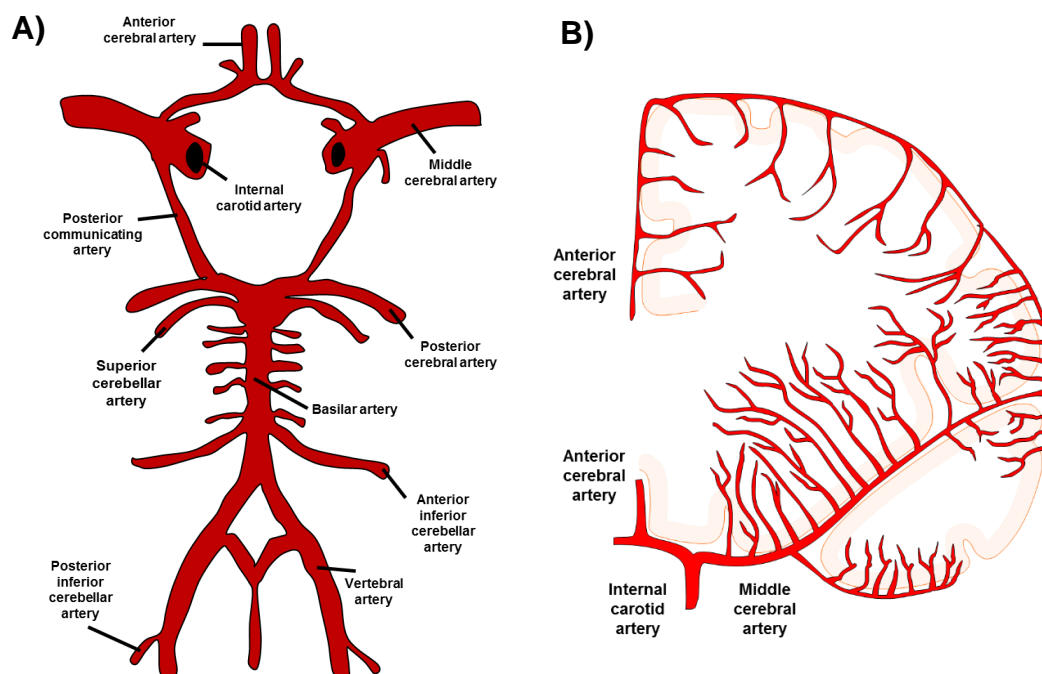 A)
Anterior
cerebral artery
Internal
carotid artery
Middle
cerebral artery
Posterior
communicating
artery
Superior
cerebellar
artery
Posterior
cerebral artery
Basilar artery
Anterior
inferior
cerebellar
artery
Posterior
inferior
cerebellar
artery
Vertebral
artery
B)
Anterior
cerebral
artery
Anterior
cerebral
artery
Internal
carotid
artery
Middle
cerebral
artery